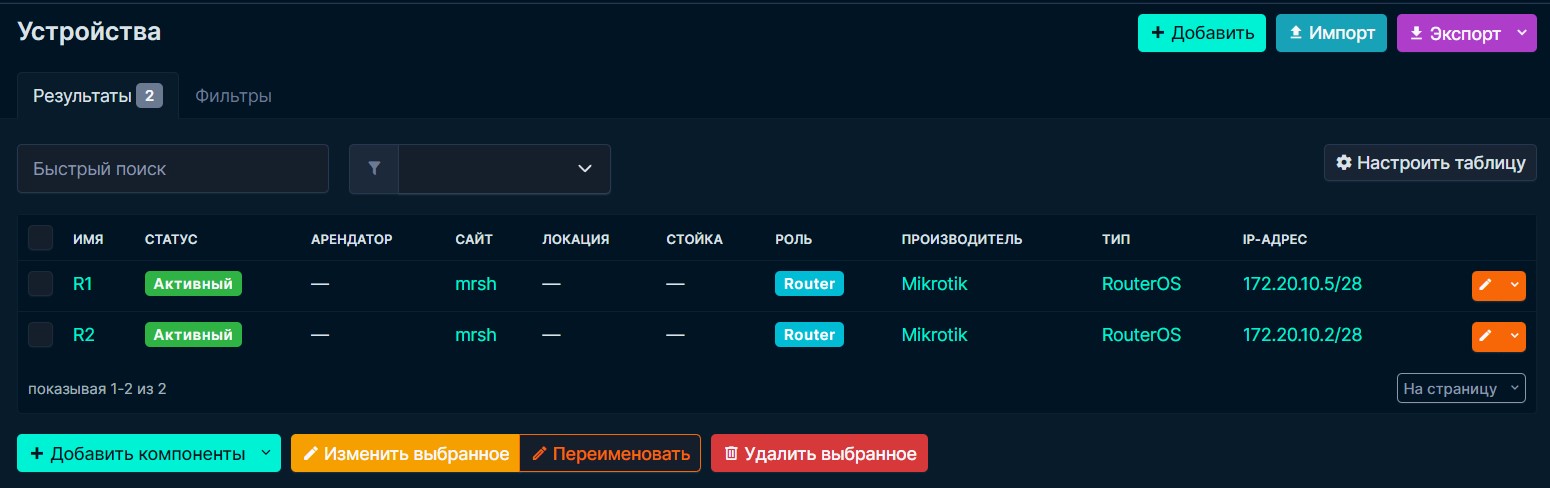 Устройства
Добавить Импорт Экспорт
Результаты 2 Фильтры
Быстрый поиск
Настроить таблицу
ИМЯ СТАТУС АРЕНДАТОР САЙТ ЛОКАЦИЯ СТОЙКА РОЛЬ ПРОИЗВОДИТЕЛЬ ТИП IP-АДРЕС
R1 Активный — mrsh — — Router Mikrotik RouterOS 172.20.10.5/28
R2 Активный — mrsh — — Router Mikrotik RouterOS 172.20.10.2/28
показывая 1-2 из 2 На страницу
Добавить компоненты Изменить выбранное Переименовать Удалить выбранное